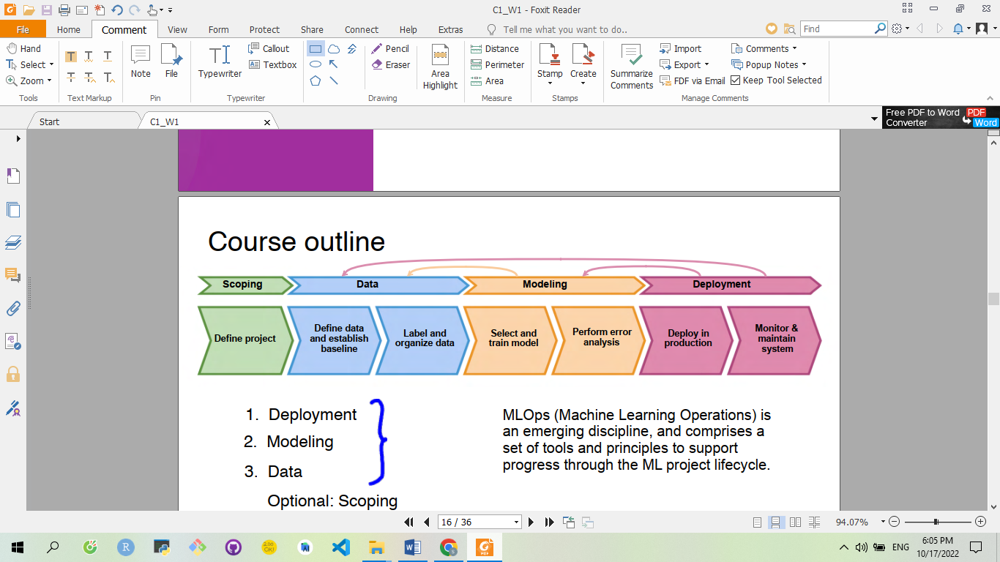 C1_W1 - Foxit Reader
File Home Comment View Form Protect Share Connect Help Extras Tell me what you want to do.. Find
Hand
Select
Zoom
Tools
T T T
T T T
Text Markup
Note File
Pin
Typewriter
Callout
Textbox
Typewriter
Pencil
Eraser
Area
Highlight
Drawing
Distance
Perimeter
Area
Measure
Stamp Create
Stamps
Summarize
Comments
Import
Export
FDF via Email
Comments
Popup Notes
Keep Tool Selected
Manage Comments
Start C1_W1
Free PDF to Word
Converter
PDF
Word
Course outline
Scoping Data Modeling Deployment
Define project
Define data
and establish
baseline
Label and
organize data
Select and
train model
Perform error
analysis
Deploy in
production
Monitor &
maintain
system
1. Deployment
2. Modeling
3. Data
Optional: Scoping
MLOps (Machine Learning Operations) is
an emerging discipline, and comprises a
set of tools and principles to support
progress through the ML project lifecycle.
16 / 36 94.07%
R
PDF
ENG
6:05 PM
10/17/2022